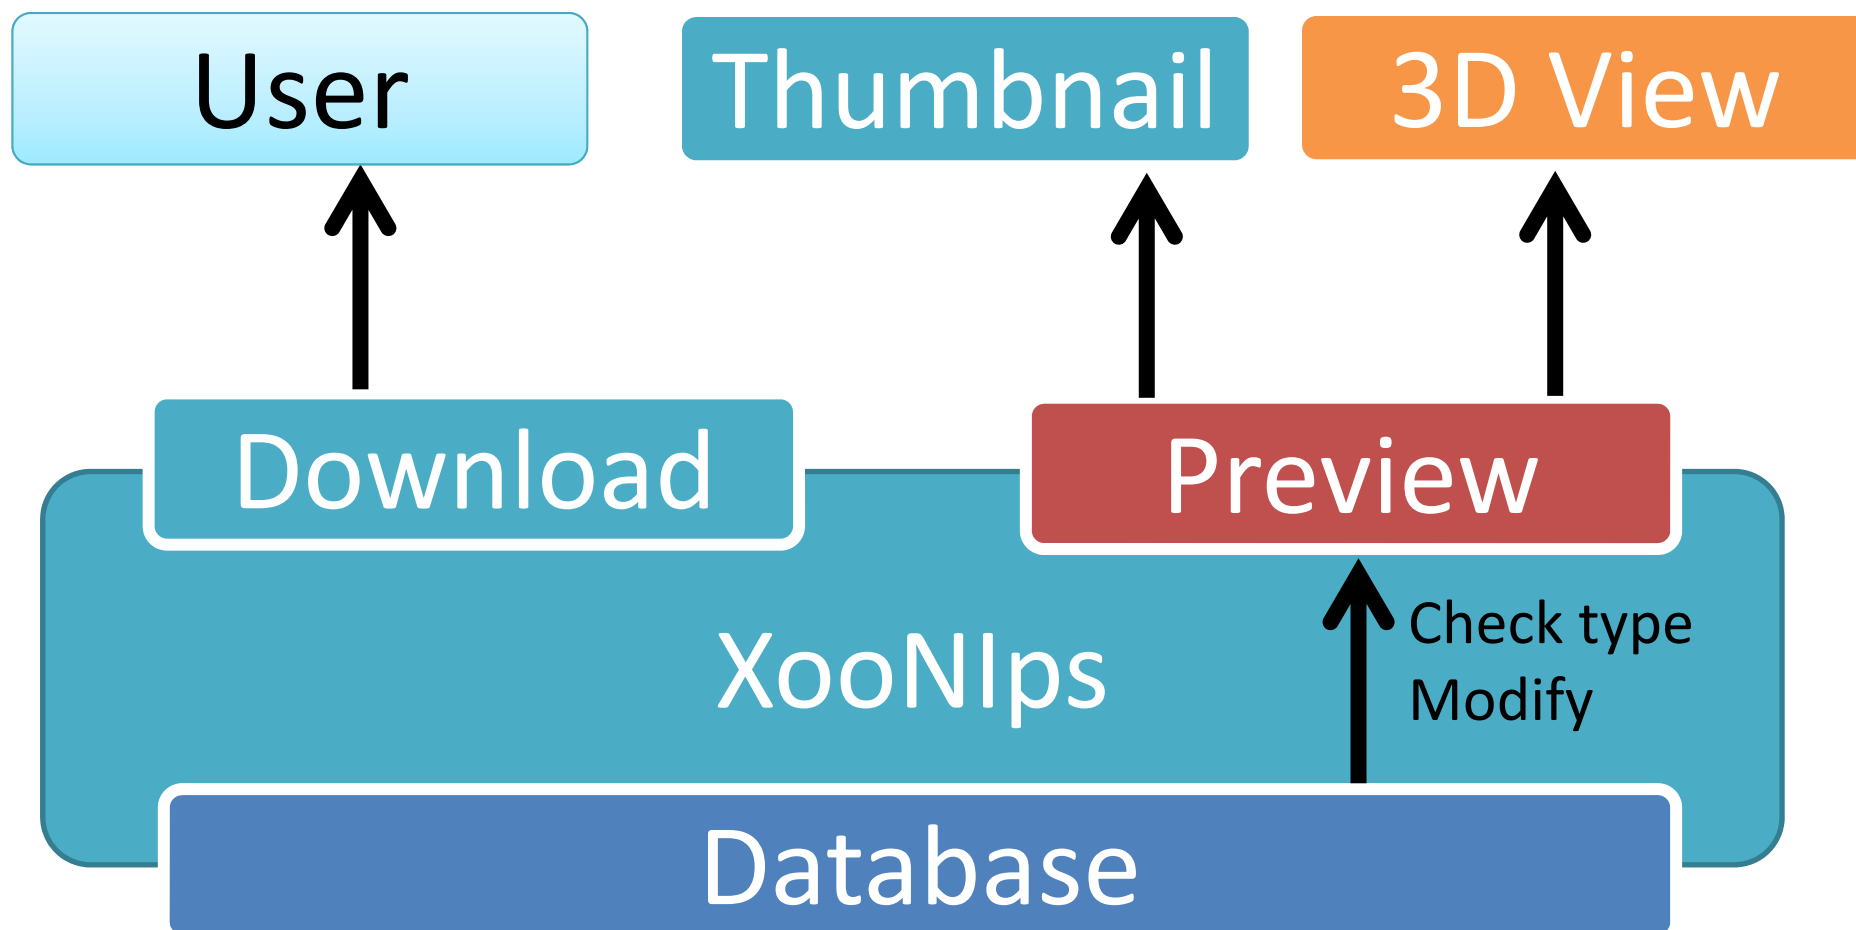 User
Thumbnail
3D View
Download
Preview
Check type
Modify
XooNIps
Database